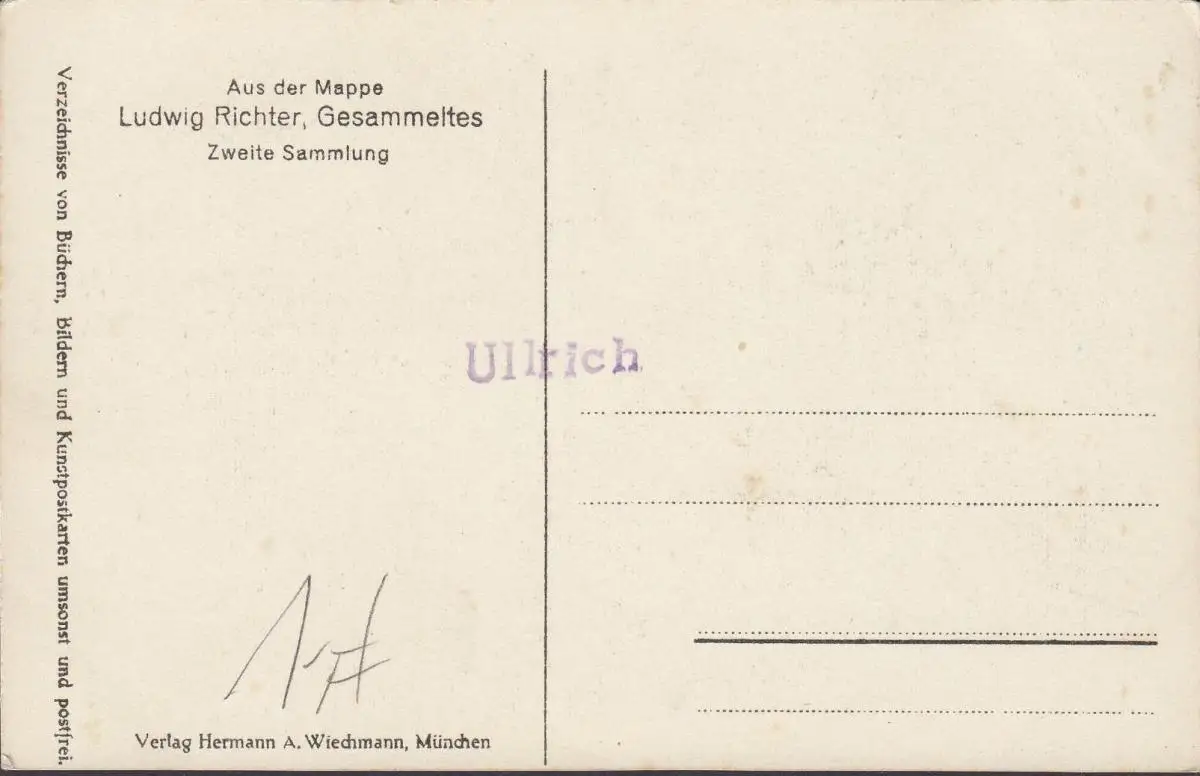 Aus der Mappe
Ludwig Richter, Gesammeltes
Zweite Sammlung
Verzeichnisse von Büchern, Bildern und Kunstpostkarten umsonst und postfrei.
Ullrich
Verlag Hermann A. Wiechmann, München